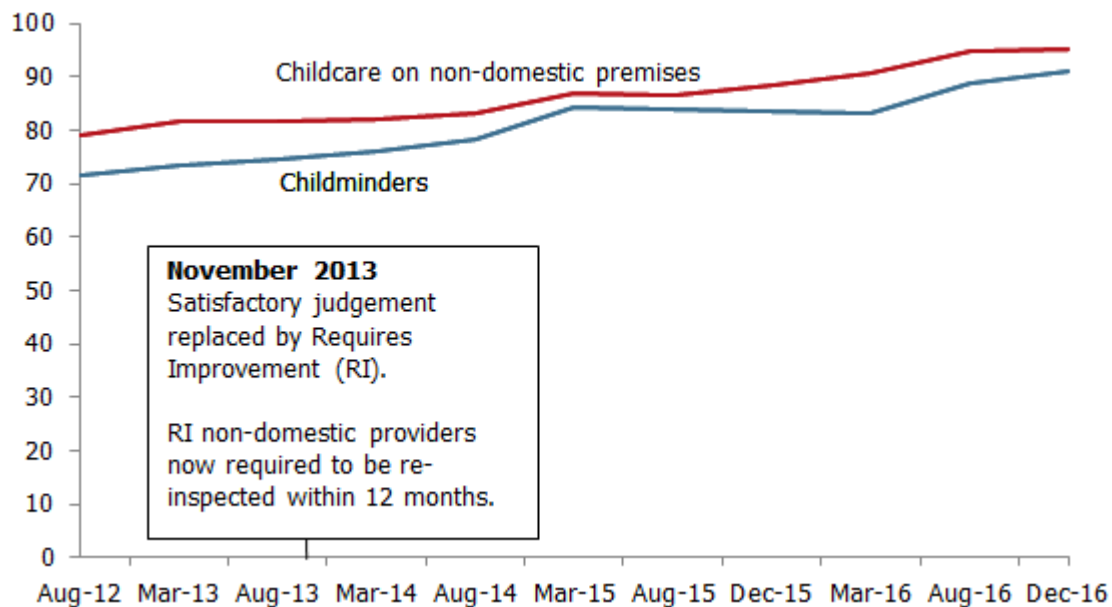 100
90
80
70
60
50
40
30
20
10
0
Childcare on non-domestic premises
Childminders
November 2013
Satisfactory judgement
replaced by Requires
Improvement (RI).
RI non-domestic providers
now required to be re-
inspected within 12 months.
Aug-12 Mar-13 Aug-13 Mar-14 Aug-14 Mar-15 Aug-15 Dec-15 Mar-16 Aug-16 Dec-16